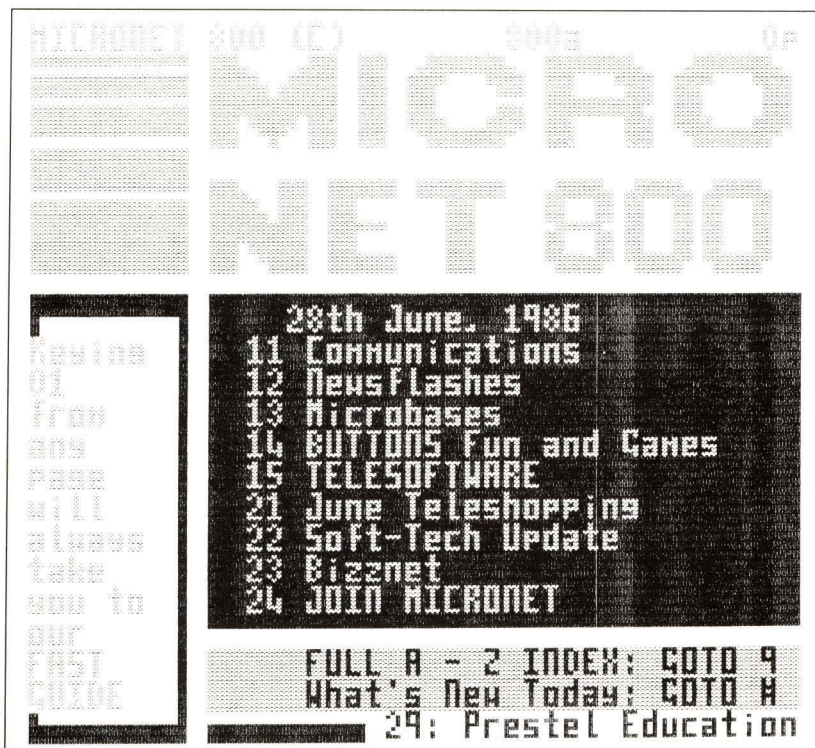 MICRONET 800 (C) 800a 0p
MICRO
NET 800
28th June, 1986
11 Communications
12 Newsflashes
13 Microbases
14 BUTTONS Fun and Games
15 TELESOFTWARE
21 June Teleshopping
22 Soft-Tech Update
23 Bizznet
24 JOIN MICRONET
Keying
01
from
any
page
will
always
take
you to
our
FAST
GUIDE
FULL A - Z INDEX: GOTO 9
What's New Today: GOTO M
29: Prestel Education